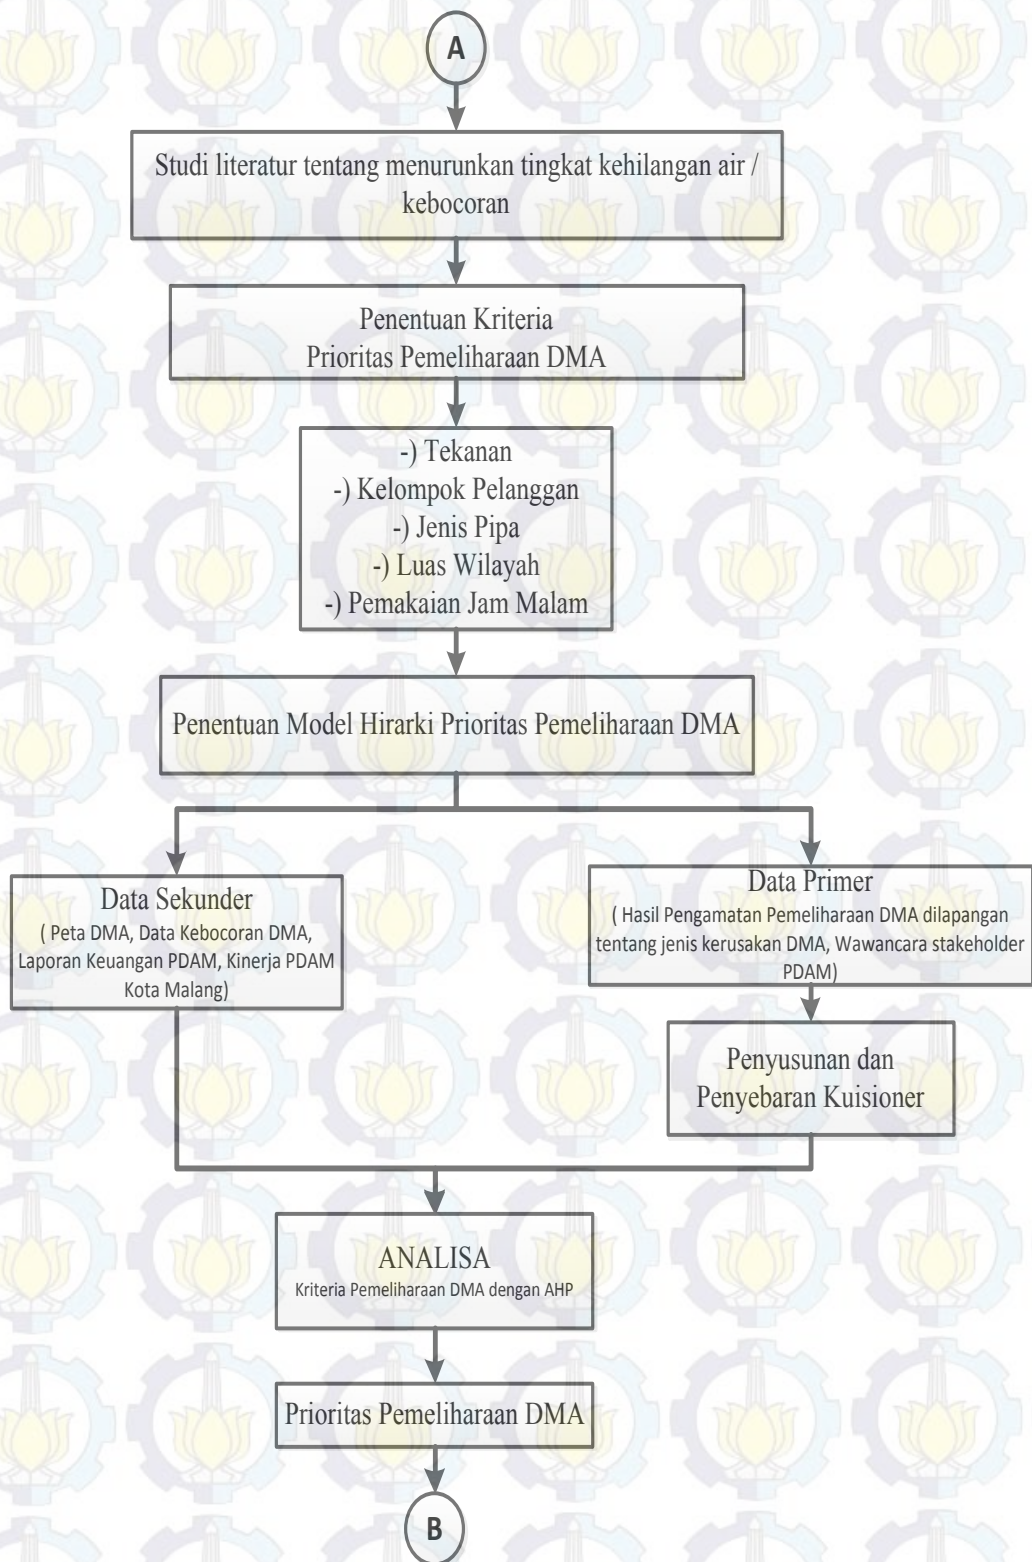 A
Studi literatur tentang menurunkan tingkat kehilangan air /
kebocoran
Penentuan Kriteria
Prioritas Pemeliharaan DMA
-) Tekanan
-) Kelompok Pelanggan
-) Jenis Pipa
-) Luas Wilayah
-) Pemakaian Jam Malam
Penentuan Model Hirarki Prioritas Pemeliharaan DMA
Data Sekunder
( Peta DMA, Data Kebocoran DMA,
Laporan Keuangan PDAM, Kinerja PDAM
Kota Malang)
Data Primer
( Hasil Pengamatan Pemeliharaan DMA dilapangan
tentang jenis kerusakan DMA, Wawancara stakeholder
PDAM)
Penyusunan dan
Penyebaran Kuisioner
ANALISA
Kriteria Pemeliharaan DMA dengan AHP
Prioritas Pemeliharaan DMA
B